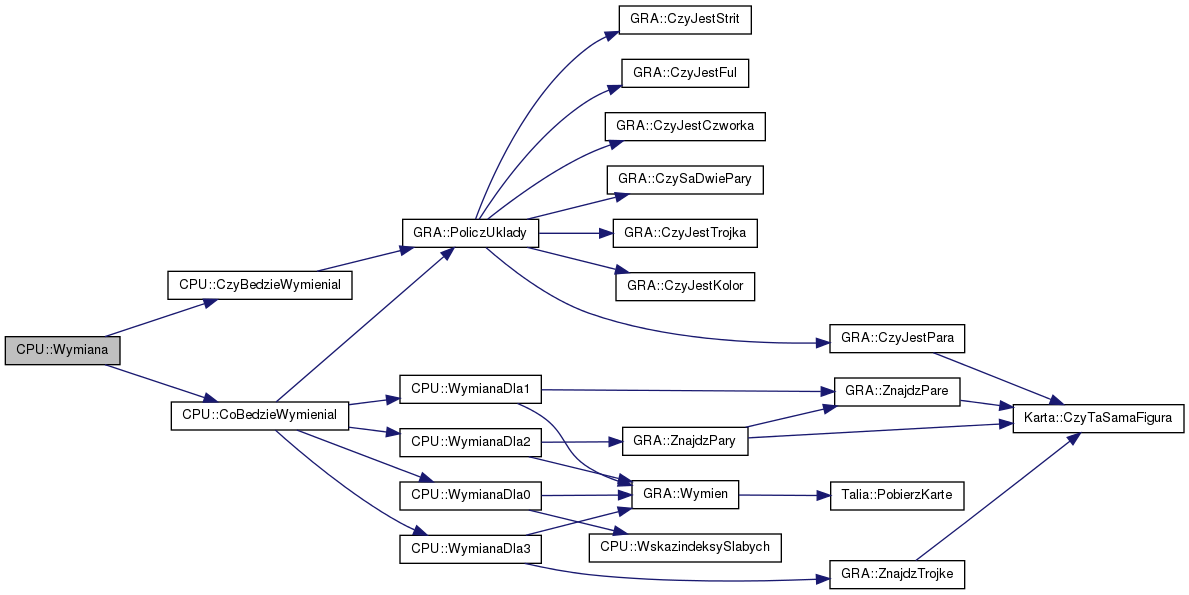 GRA::CzyJestStrit
GRA::CzyJestFul
GRA::CzyJestCzworka
GRA::CzySaDwiePary
GRA::PoliczUklady
GRA::CzyJestTrojka
CPU::CzyBedzieWymienial
GRA::CzyJestKolor
CPU::Wymiana
GRA::CzyJestPara
CPU::WymianaDla1
GRA::ZnajdzPare
CPU::CoBedzieWymienial
Karta::CzyTaSamaFigura
CPU::WymianaDla2
GRA::ZnajdzPary
CPU::WymianaDla0
GRA::Wymien
Talia::PobierzKarte
CPU::WymianaDla3
CPU::WskazindeksySlabych
GRA::ZnajdzTrojke